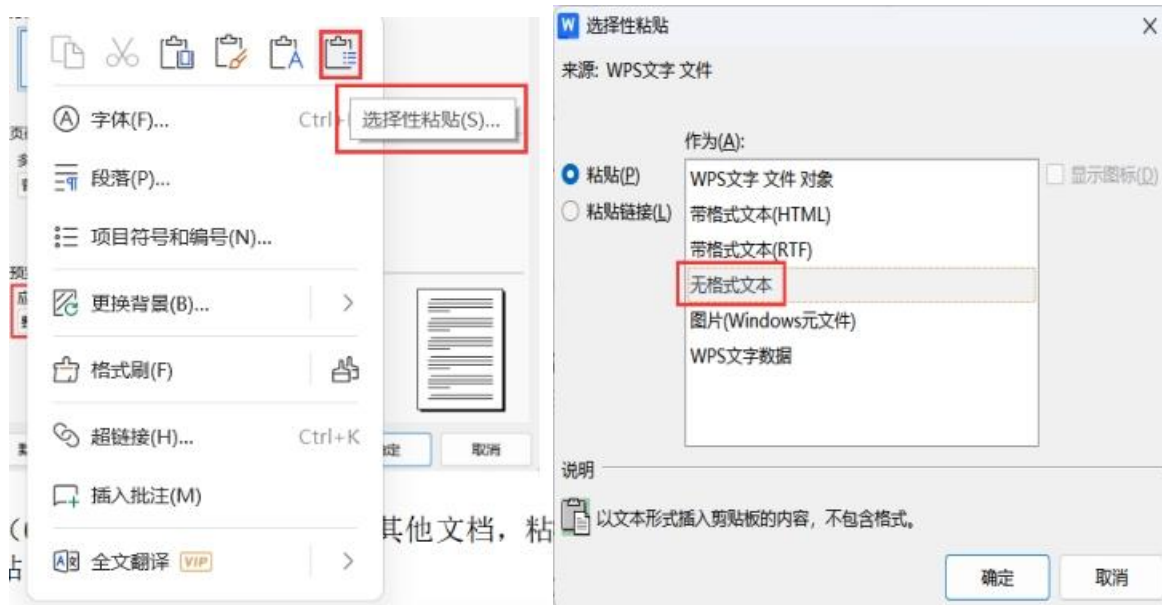 选择性粘贴(S)...
字体(F)...
Ctrl+
段落(P)...
项目符号和编号(N)...
更换背景(B)...
格式刷(F)
超链接(H)... Ctrl+K
插入批注(M)
全文翻译 VIP
取消
其他文档，粘
选择性粘贴
来源: WPS文字 文件
作为(A):
粘贴(P)
粘贴链接(L)
WPS文字 文件 对象
带格式文本(HTML)
带格式文本(RTF)
无格式文本
图片(Windows元文件)
WPS文字数据
显示图标(D)
说明
以文本形式插入剪贴板的内容，不包含格式。
确定 取消